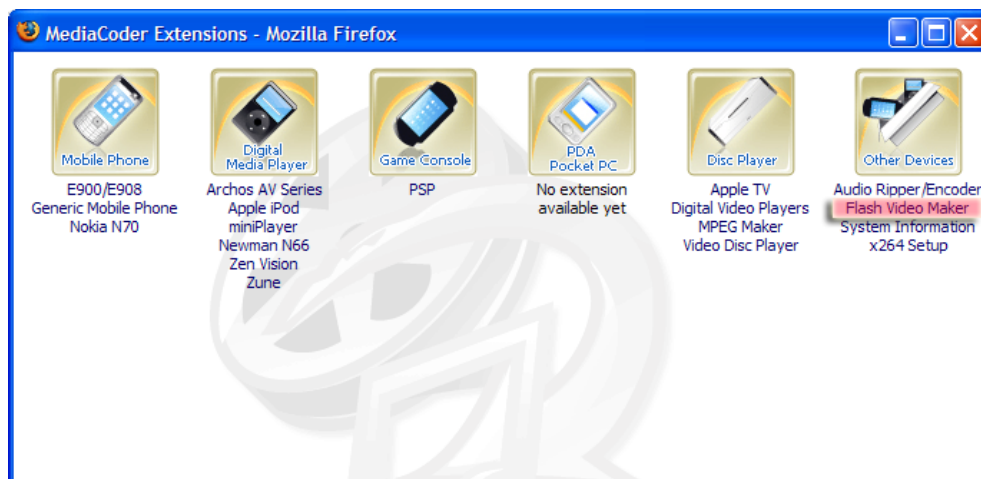 MediaCoder Extensions - Mozilla Firefox
Mobile Phone
E900/E908
Generic Mobile Phone
Nokia N70
Digital
Media Player
Archos AV Series
Apple iPod
miniPlayer
Newman N66
Zen Vision
Zune
Game Console
PSP
PDA
Pocket PC
No extension
available yet
Disc Player
Apple TV
Digital Video Players
MPEG Maker
Video Disc Player
Other Devices
Audio Ripper/Encoder
Flash Video Maker
System Information
x264 Setup